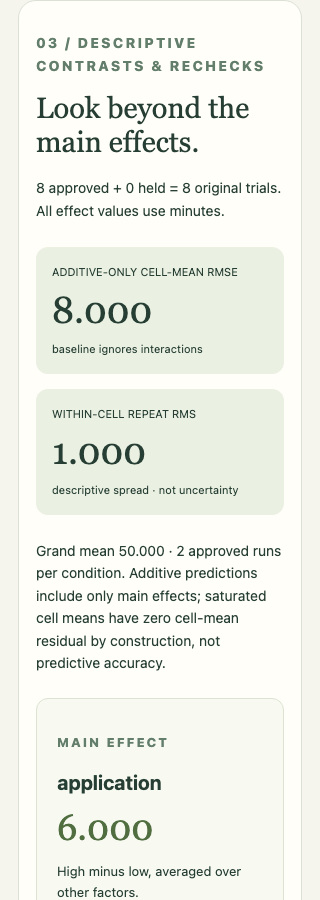 03 / DESCRIPTIVE
CONTRASTS & RECHECKS
Look beyond the
main effects.
8 approved + 0 held = 8 original trials.
All effect values use minutes.
ADDITIVE-ONLY CELL-MEAN RMSE
8.000
baseline ignores interactions
WITHIN-CELL REPEAT RMS
1.000
descriptive spread · not uncertainty
Grand mean 50.000 · 2 approved runs
per condition. Additive predictions
include only main effects; saturated
cell means have zero cell-mean
residual by construction, not
predictive accuracy.
MAIN EFFECT
application
6.000
High minus low, averaged over
other factors.